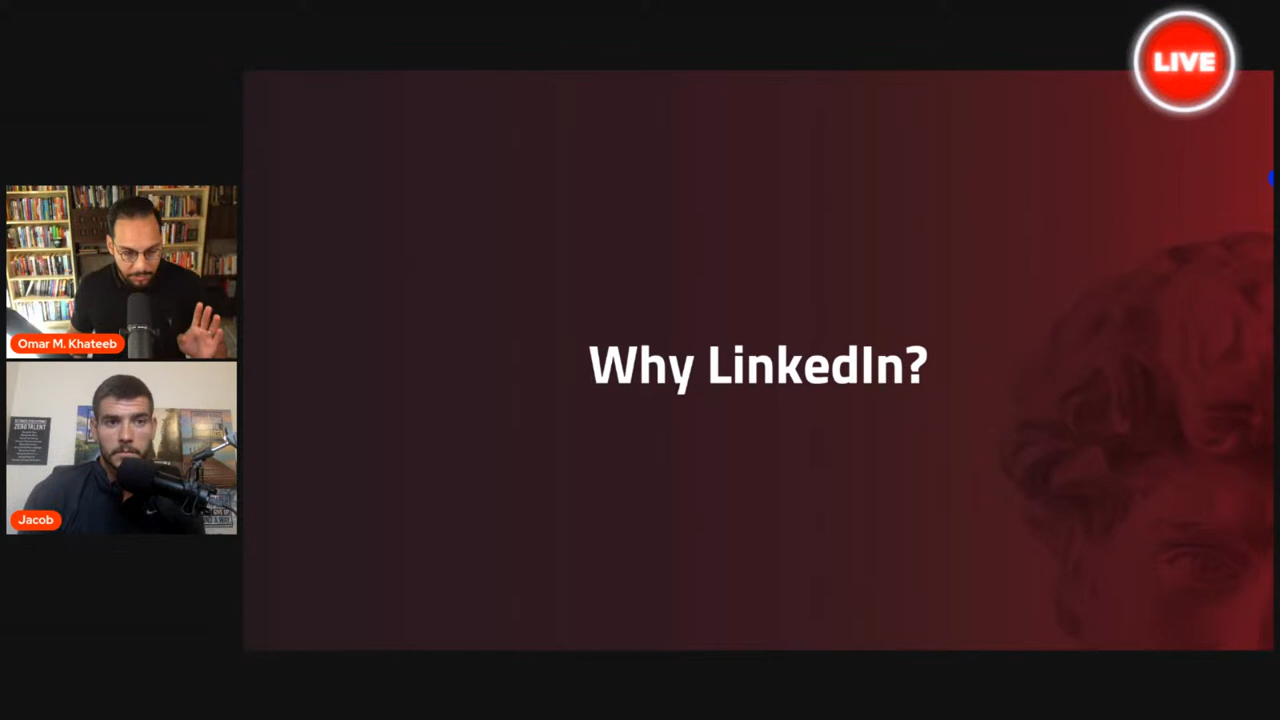 LIVE
Why LinkedIn?
Omar M. Khateeb
ZERO TALENT
Jacob